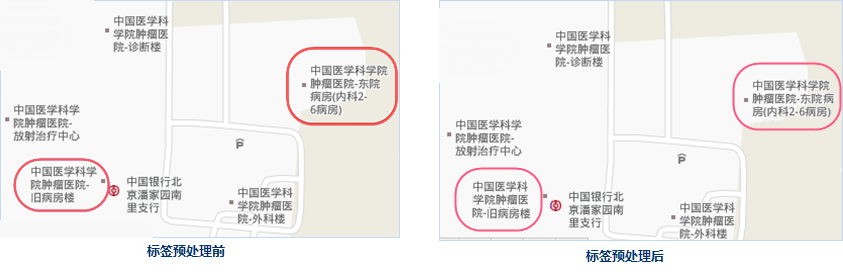 中国医学科
学院肿瘤医
院-诊断楼
中国医学科学院
肿瘤医院-东院
病房(内科2-
6病房)
中国医学科学
院肿瘤医院-
放射治疗中心
中国医学科学
院肿瘤医院-
旧病房楼
中国银行北
京潘家园南
里支行
中国医学科
学院肿瘤医
院-外科楼
P
标签预处理前
中国医学科
学院肿瘤医
院-诊断楼
中国医学科学院
肿瘤医院-东院病
房(内科2-6病房)
中国医学科学
院肿瘤医院-
放射治疗中心
中国医学科
学院肿瘤医
院-旧病房楼
中国银行北
京潘家园南
里支行
中国医学科
学院肿瘤医
院-外科楼
P
标签预处理后